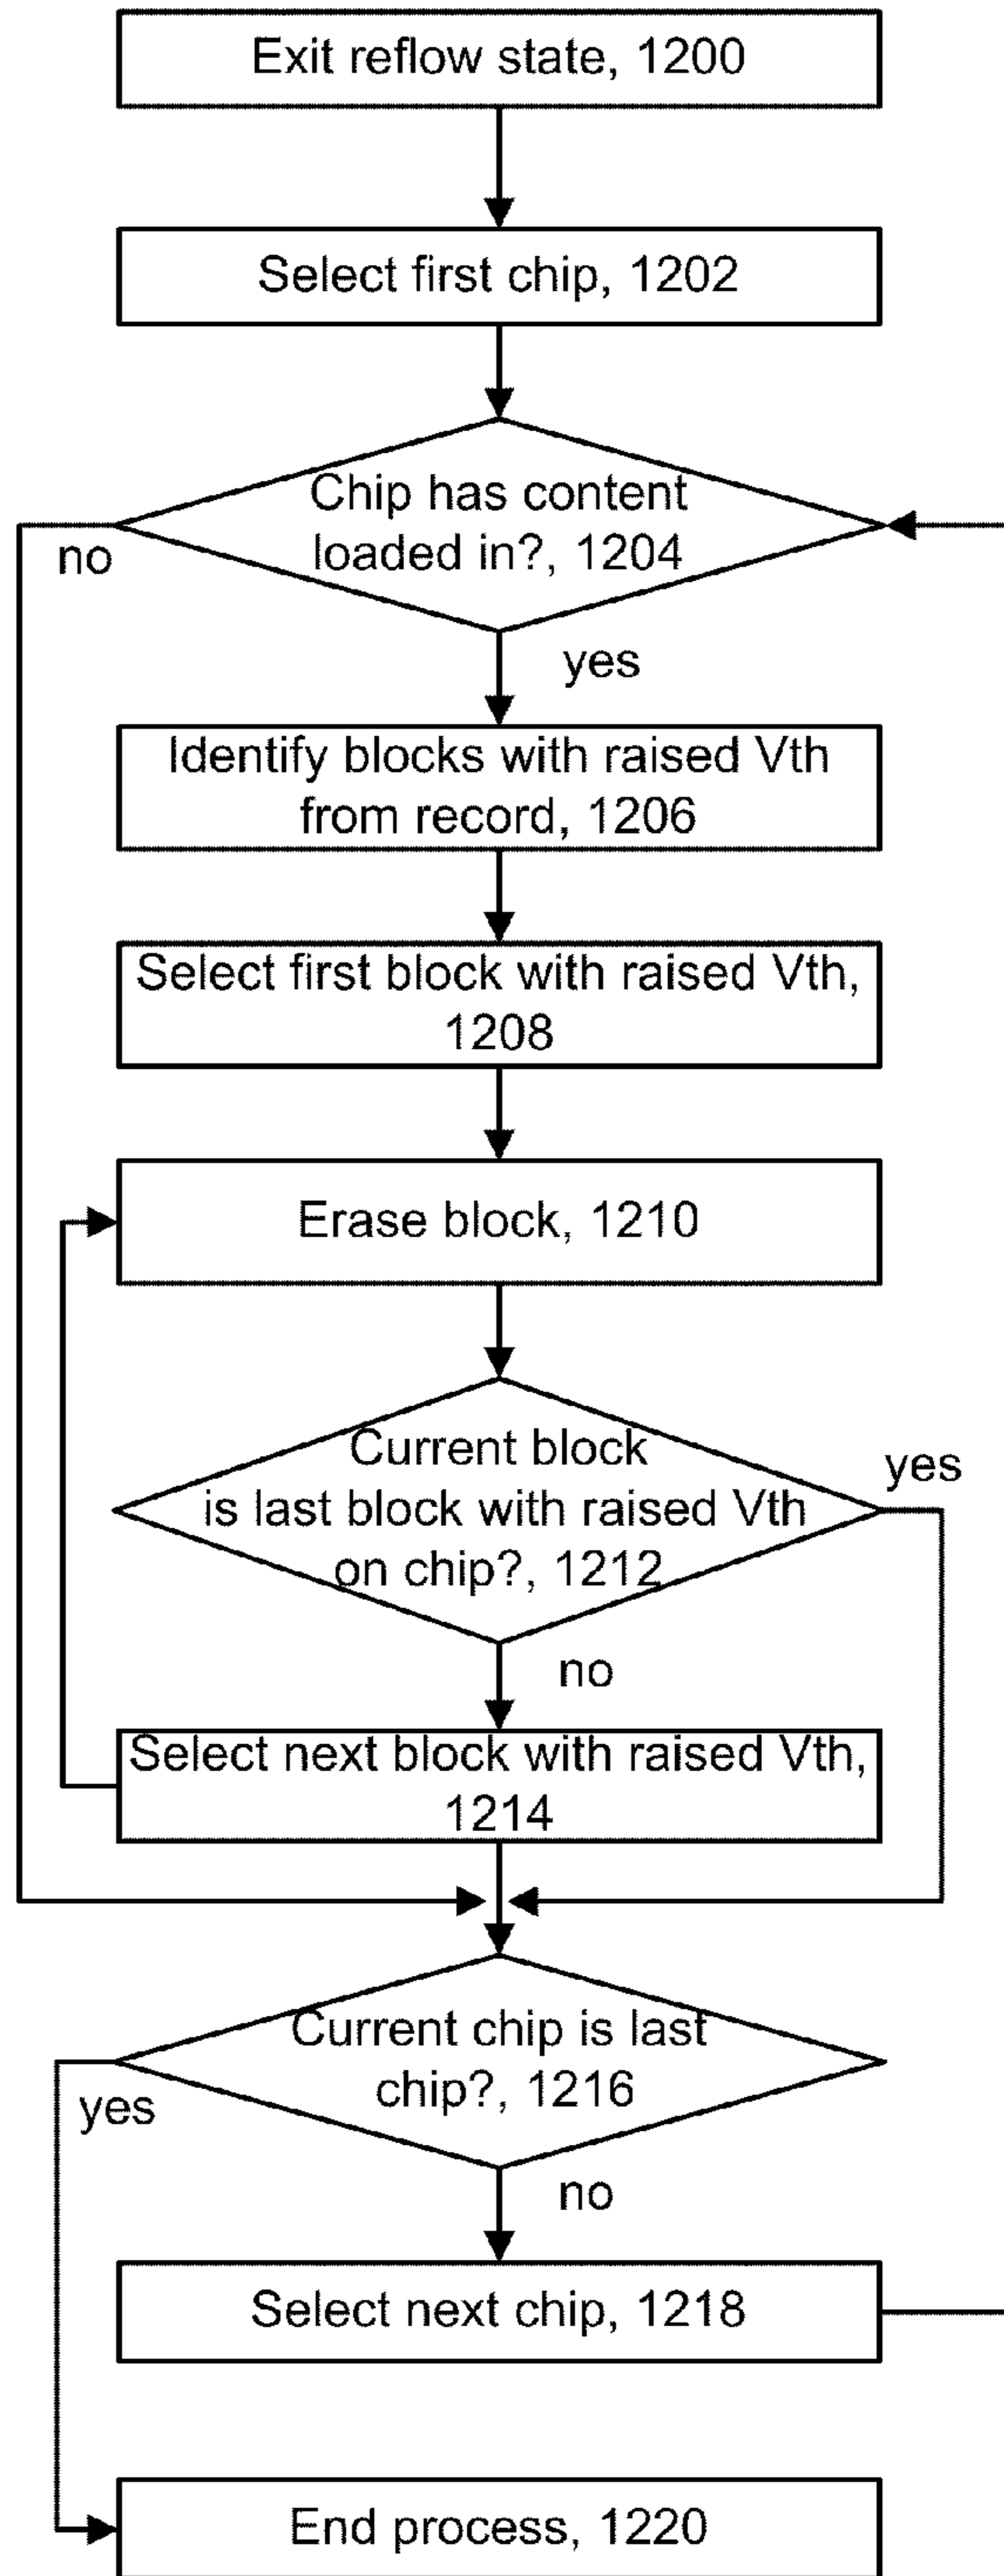 Exit reflow state, 1200
Select first chip, 1202
Chip has content
loaded in?, 1204
no
yes
Identify blocks with raised Vth
from record, 1206
Select first block with raised Vth,
1208
Erase block, 1210
Current block
is last block with raised Vth
on chip?, 1212
yes
no
Select next block with raised Vth,
1214
Current chip is last
chip?, 1216
yes
no
Select next chip, 1218
End process, 1220